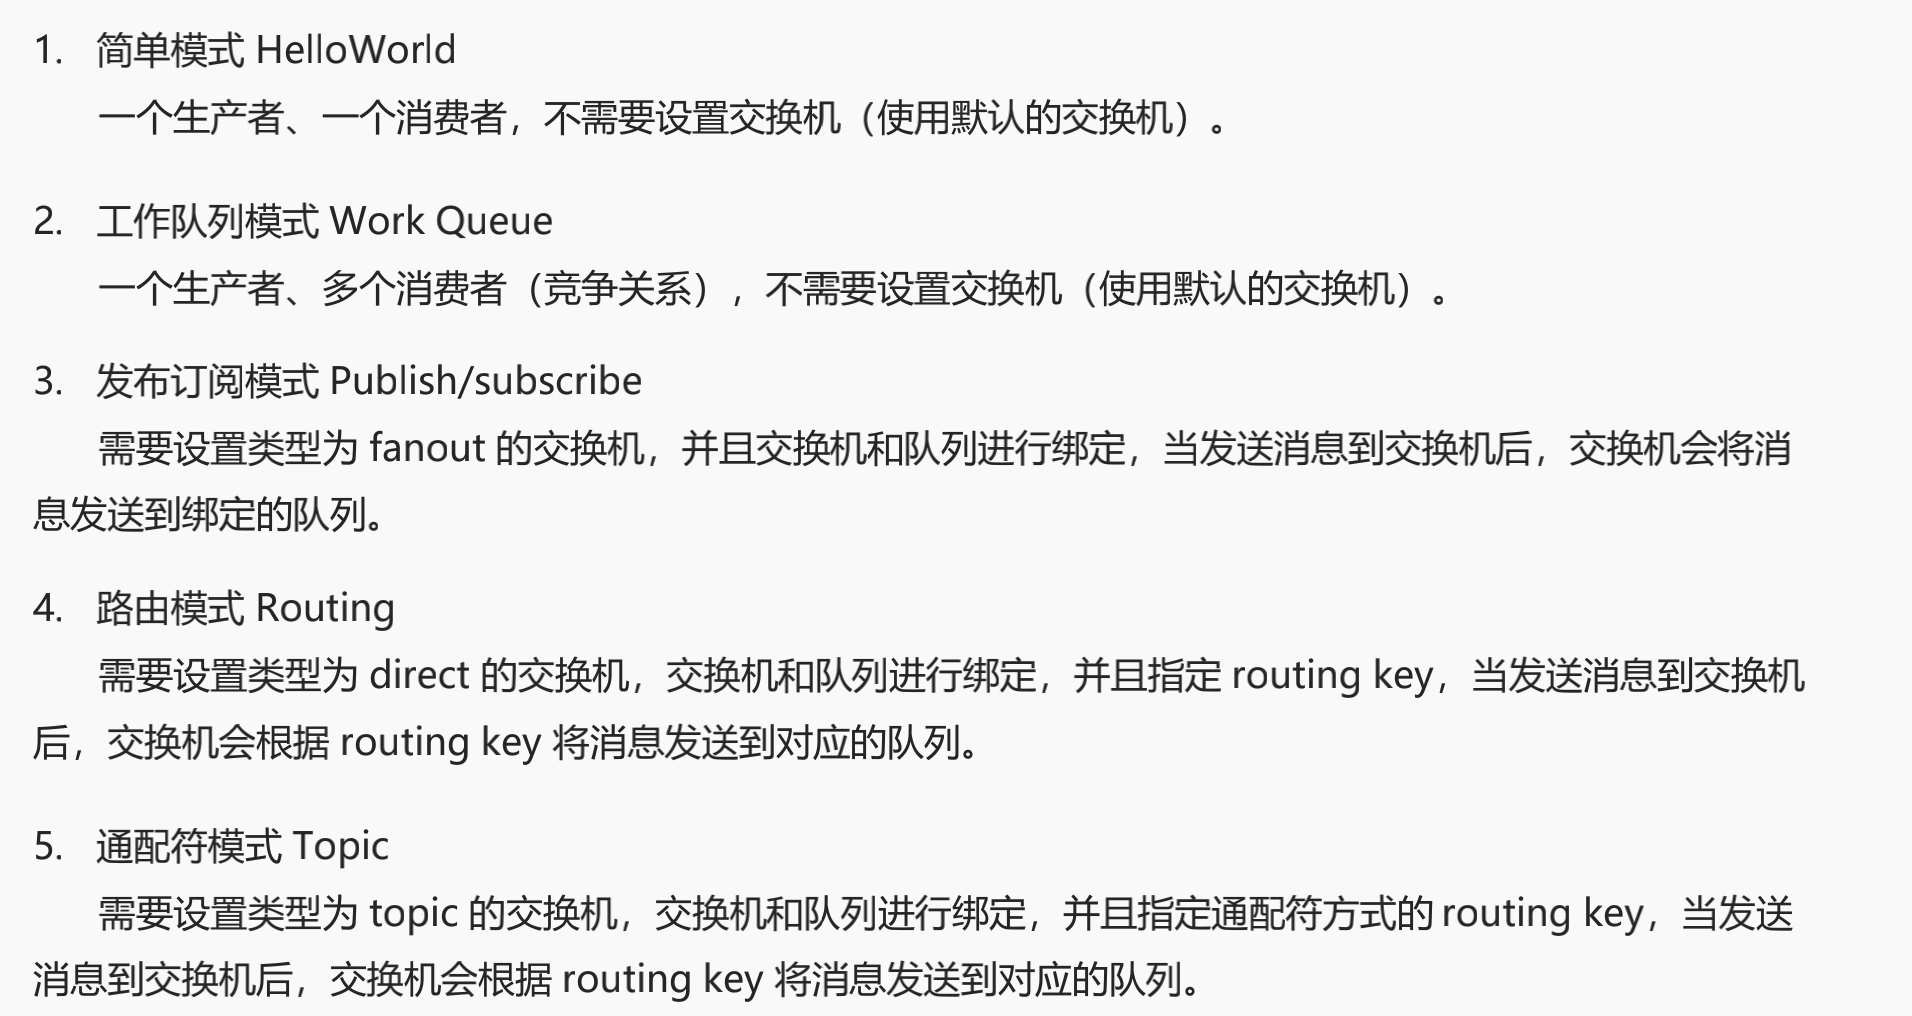 1. 简单模式 HelloWorld
一个生产者、一个消费者，不需要设置交换机（使用默认的交换机）。
2. 工作队列模式 Work Queue
一个生产者、多个消费者（竞争关系），不需要设置交换机（使用默认的交换机）。
3. 发布订阅模式 Publish/subscribe
需要设置类型为 fanout 的交换机，并且交换机和队列进行绑定，当发送消息到交换机后，交换机会将消
息发送到绑定的队列。
4. 路由模式 Routing
需要设置类型为 direct 的交换机，交换机和队列进行绑定，并且指定 routing key，当发送消息到交换机
后，交换机会根据 routing key 将消息发送到对应的队列。
5. 通配符模式 Topic
需要设置类型为 topic 的交换机，交换机和队列进行绑定，并且指定通配符方式的 routing key，当发送
消息到交换机后，交换机会根据 routing key 将消息发送到对应的队列。